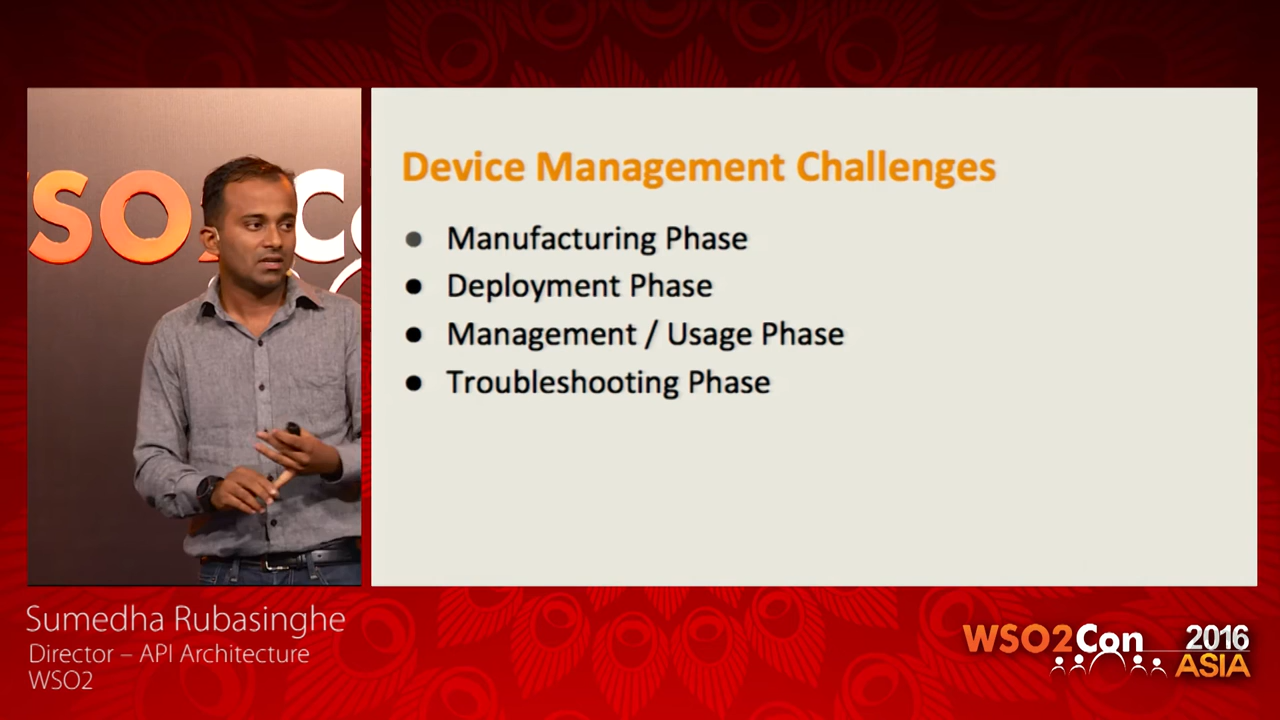 SO2Co
Device Management Challenges
● Manufacturing Phase
● Deployment Phase
● Management / Usage Phase
● Troubleshooting Phase
Sumedha Rubasinghe
Director – API Architecture
WSO2
WSO2Con 2016
ASIA